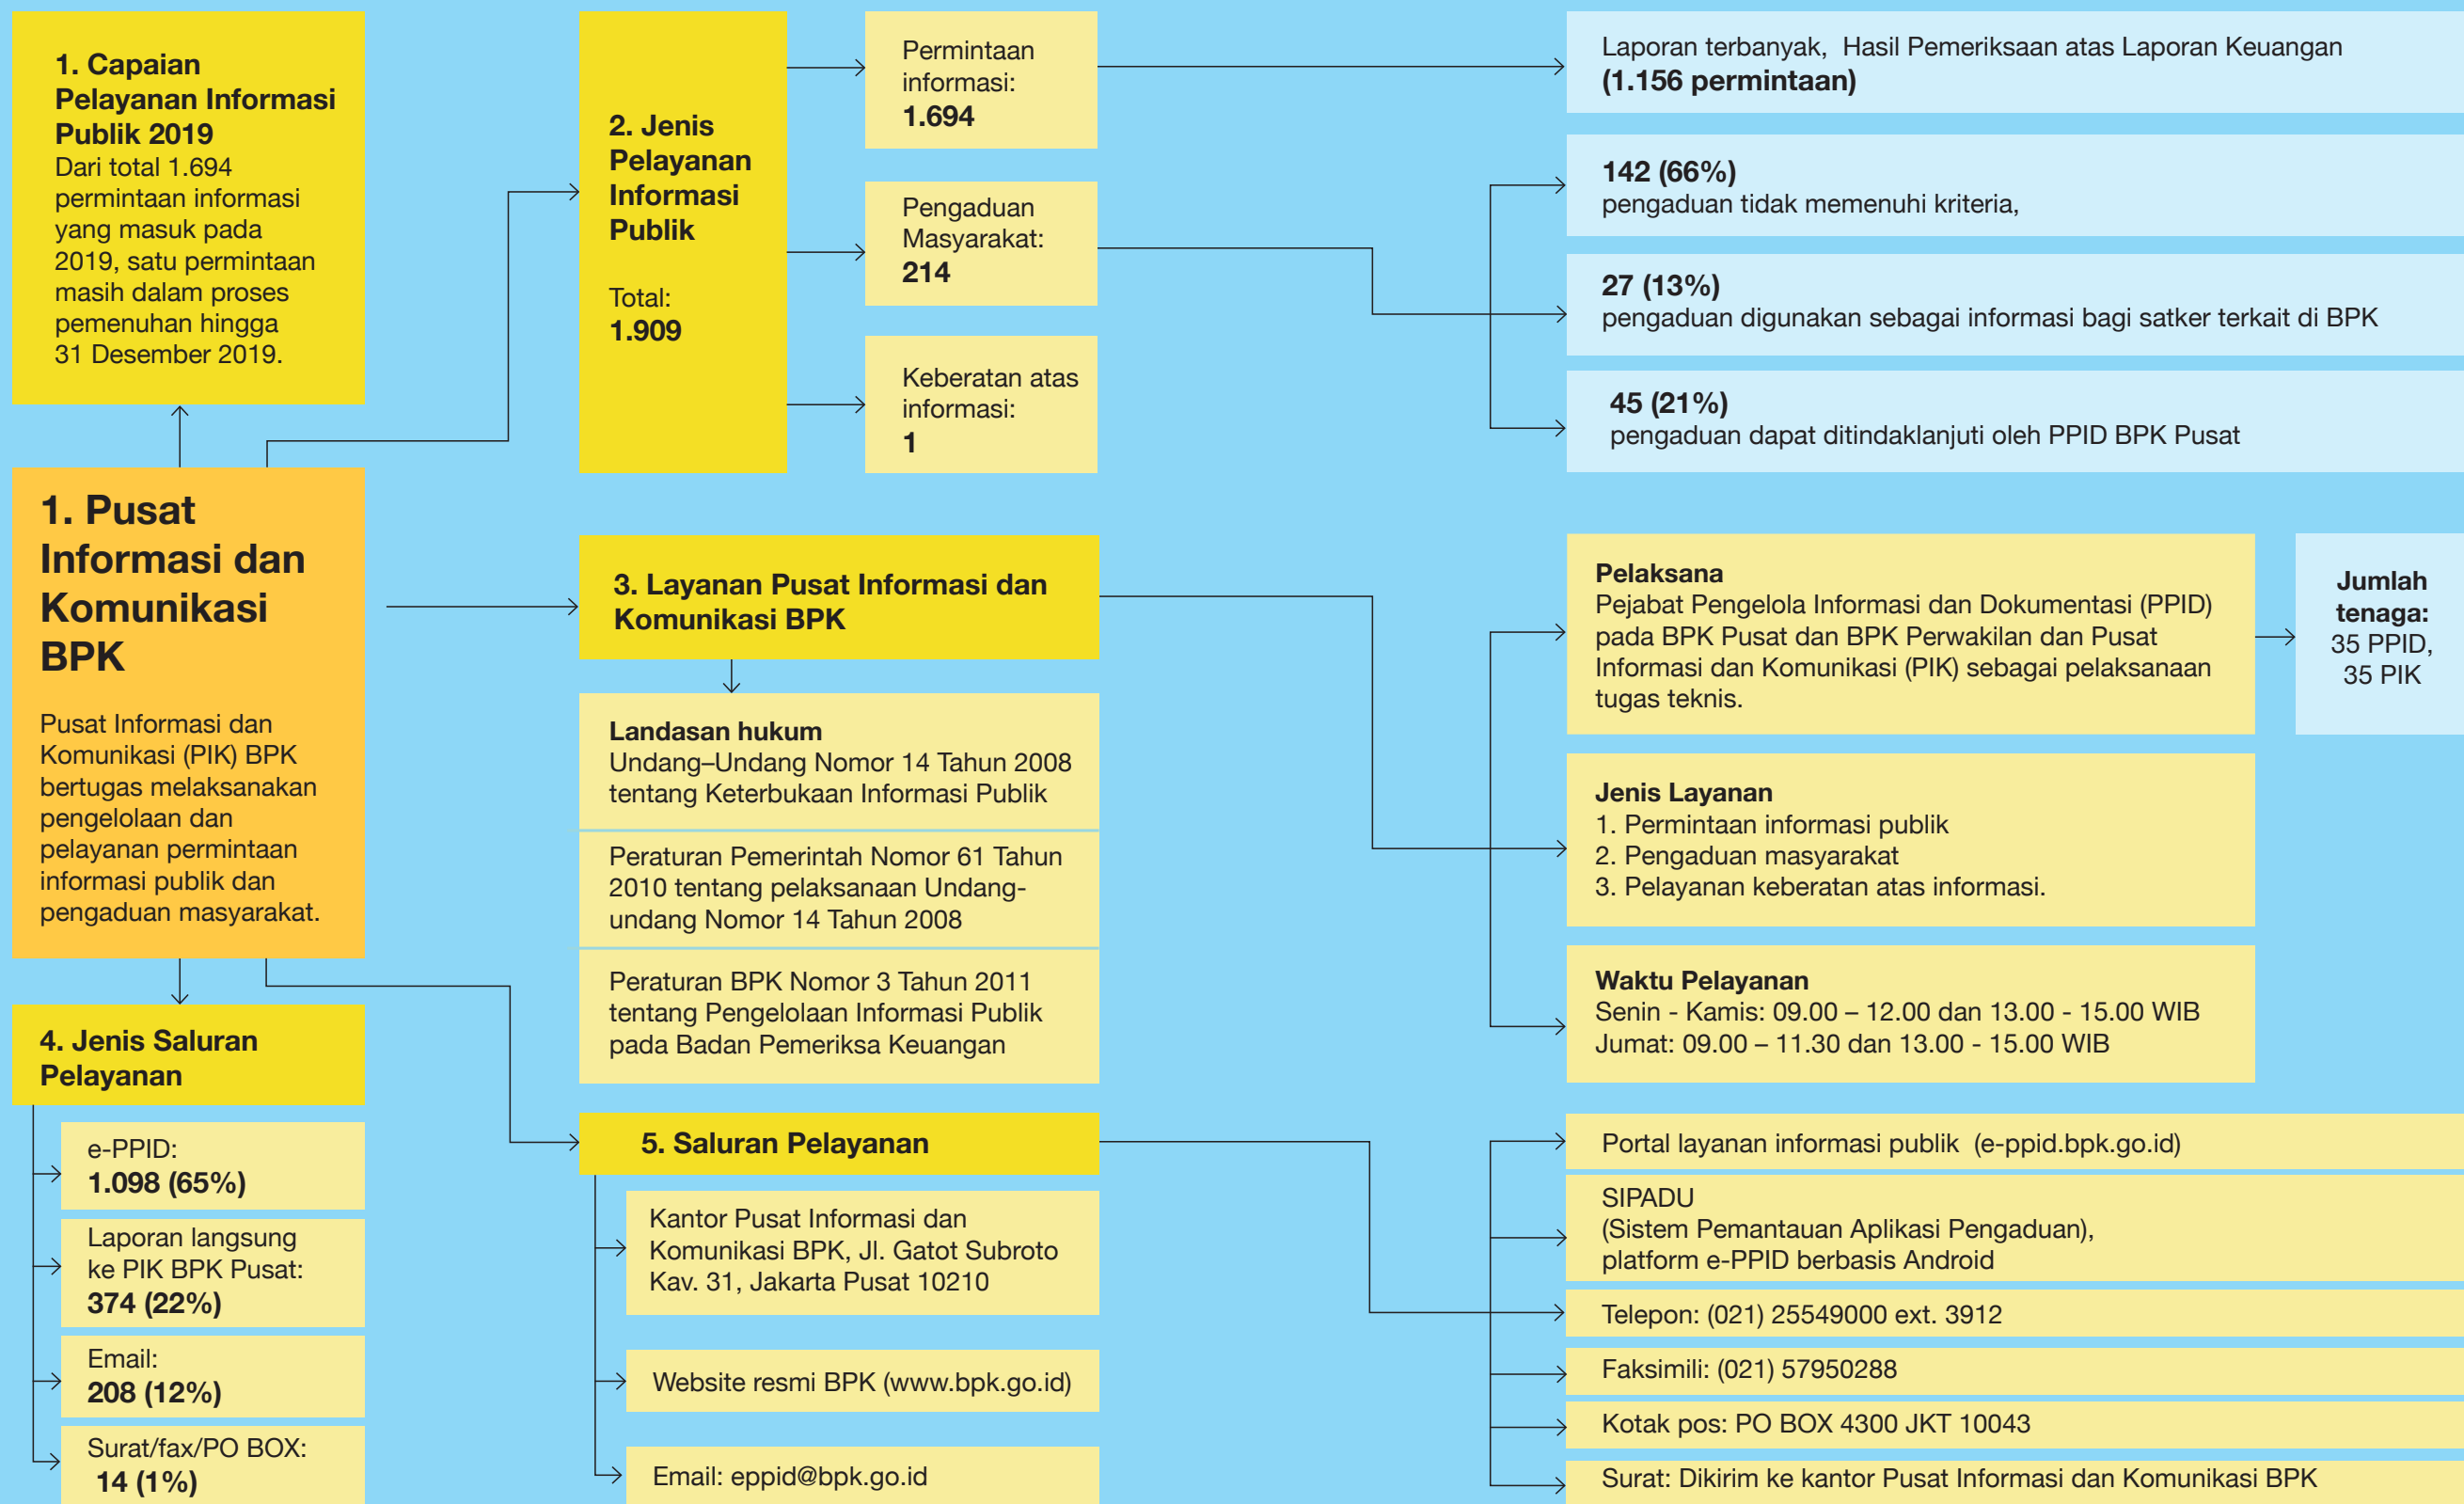 1. Capaian
Pelayanan Informasi
Publik 2019
Dari total 1.694
permintaan informasi
yang masuk pada
2019, satu permintaan
masih dalam proses
pemenuhan hingga
31 Desember 2019.
1. Pusat
Informasi dan
Komunikasi
BPK
Pusat Informasi dan
Komunikasi (PIK) BPK
bertugas melaksanakan
pengelolaan dan
pelayanan permintaan
informasi publik dan
pengaduan masyarakat.
2. Jenis
Pelayanan
Informasi
Publik
Total:
1.909
Permintaan
informasi:
1.694
Pengaduan
Masyarakat:
214
Keberatan atas
informasi:
1
Laporan terbanyak,  Hasil Pemeriksaan atas Laporan Keuangan
(1.156 permintaan)
142 (66%)
pengaduan tidak memenuhi kriteria,
27 (13%)
pengaduan digunakan sebagai informasi bagi satker terkait di BPK
45 (21%)
pengaduan dapat ditindaklanjuti oleh PPID BPK Pusat
3. Layanan Pusat Informasi dan
Komunikasi BPK
Landasan hukum
Undang–Undang Nomor 14 Tahun 2008
tentang Keterbukaan Informasi Publik
Peraturan Pemerintah Nomor 61 Tahun
2010 tentang pelaksanaan Undang-
undang Nomor 14 Tahun 2008
Peraturan BPK Nomor 3 Tahun 2011
tentang Pengelolaan Informasi Publik
pada Badan Pemeriksa Keuangan
Pelaksana
Pejabat Pengelola Informasi dan Dokumentasi (PPID)
pada BPK Pusat dan BPK Perwakilan dan Pusat
Informasi dan Komunikasi (PIK) sebagai pelaksanaan
tugas teknis.
Jumlah
tenaga:
35 PPID,
35 PIK
Jenis Layanan
1. Permintaan informasi publik
2. Pengaduan masyarakat
3. Pelayanan keberatan atas informasi.
Waktu Pelayanan
Senin - Kamis: 09.00 – 12.00 dan 13.00 - 15.00 WIB
Jumat: 09.00 – 11.30 dan 13.00 - 15.00 WIB
4. Jenis Saluran
Pelayanan
e-PPID:
1.098 (65%)
Laporan langsung
ke PIK BPK Pusat:
374 (22%)
Email:
208 (12%)
Surat/fax/PO BOX:
14 (1%)
5. Saluran Pelayanan
Kantor Pusat Informasi dan
Komunikasi BPK, Jl. Gatot Subroto
Kav. 31, Jakarta Pusat 10210
Website resmi BPK (www.bpk.go.id)
Email: eppid@bpk.go.id
Portal layanan informasi publik  (e-ppid.bpk.go.id)
SIPADU
(Sistem Pemantauan Aplikasi Pengaduan),
platform e-PPID berbasis Android
Telepon: (021) 25549000 ext. 3912
Faksimili: (021) 57950288
Kotak pos: PO BOX 4300 JKT 10043
Surat: Dikirim ke kantor Pusat Informasi dan Komunikasi BPK